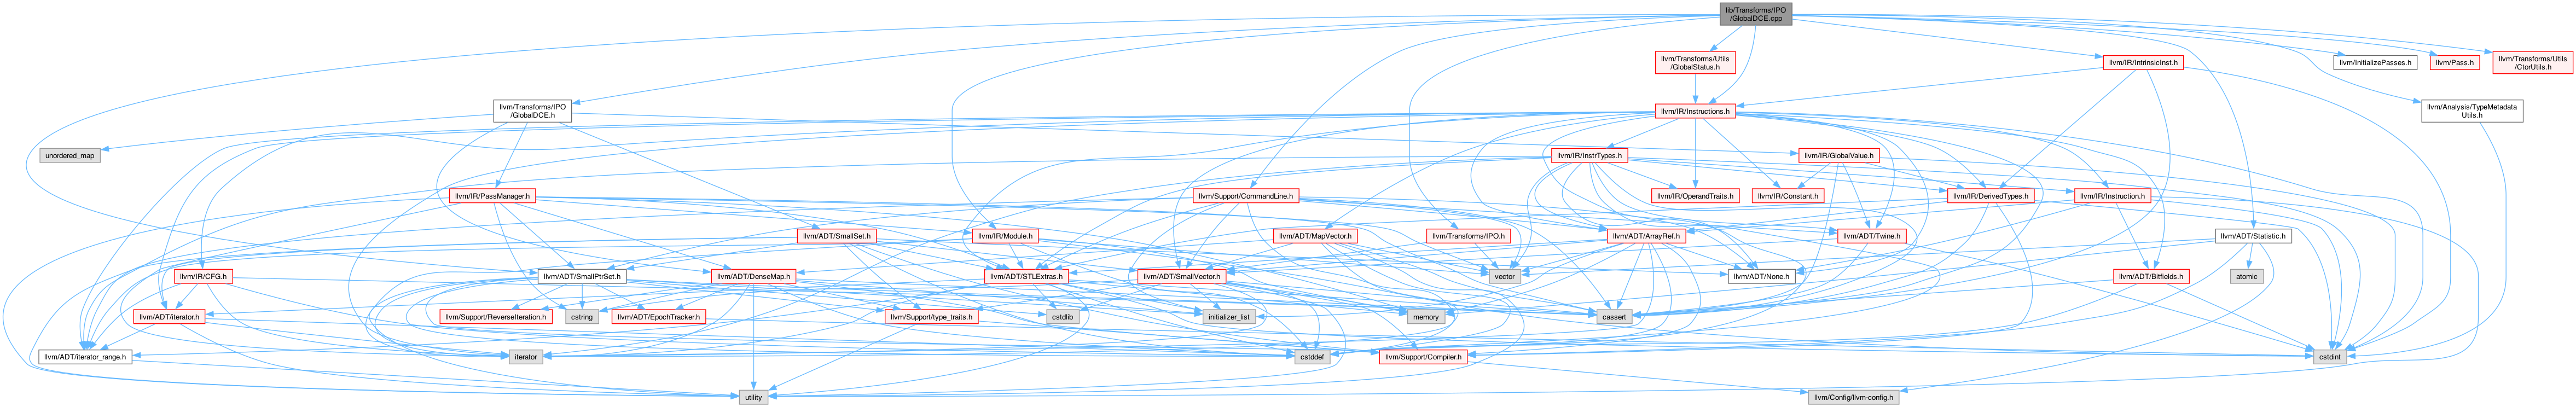 lib/Transforms/IPO
/GlobalDCE.cpp
llvm/Transforms/Utils
/GlobalStatus.h
llvm/IR/IntrinsicInst.h
llvm/InitializePasses.h
llvm/Pass.h
llvm/Transforms/Utils
/CtorUtils.h
llvm/Transforms/IPO
/GlobalDCE.h
llvm/IR/Instructions.h
llvm/Analysis/TypeMetadata
Utils.h
unordered_map
llvm/IR/InstrTypes.h
llvm/IR/GlobalValue.h
llvm/IR/PassManager.h
llvm/Support/CommandLine.h
llvm/IR/OperandTraits.h
llvm/IR/Constant.h
llvm/IR/DerivedTypes.h
llvm/IR/Instruction.h
llvm/ADT/SmallSet.h
llvm/IR/Module.h
llvm/ADT/MapVector.h
llvm/Transforms/IPO.h
llvm/ADT/ArrayRef.h
llvm/ADT/Twine.h
llvm/ADT/Statistic.h
llvm/IR/CFG.h
llvm/ADT/SmallPtrSet.h
llvm/ADT/DenseMap.h
llvm/ADT/STLExtras.h
llvm/ADT/SmallVector.h
vector
llvm/ADT/None.h
llvm/ADT/Bitfields.h
atomic
llvm/ADT/iterator.h
llvm/Support/ReverseIteration.h
cstring
llvm/ADT/EpochTracker.h
llvm/Support/type_traits.h
cstdlib
initializer_list
memory
cassert
llvm/ADT/iterator_range.h
iterator
cstddef
llvm/Support/Compiler.h
cstdint
utility
llvm/Config/llvm-config.h